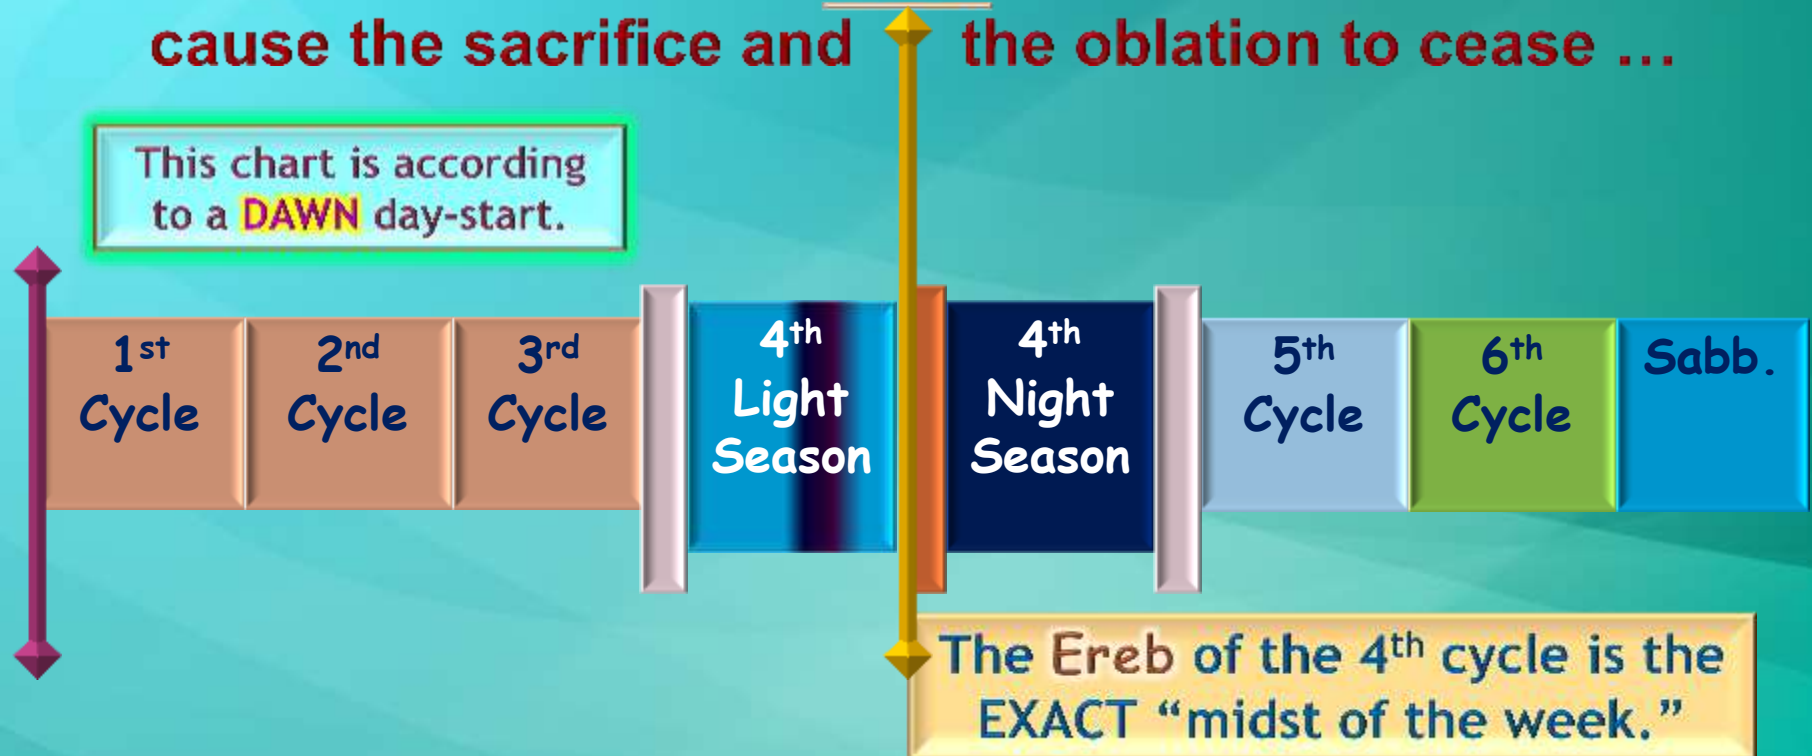 cause the sacrifice and the oblation to cease ...
This chart is according
to a DAWN day-start.
1st
Cycle
2nd
Cycle
3rd
Cycle
4th
Light
Season
4th
Night
Season
5th
Cycle
6th
Cycle
Sabb.
The Ereb of the 4th cycle is the
EXACT “midst of the week.”